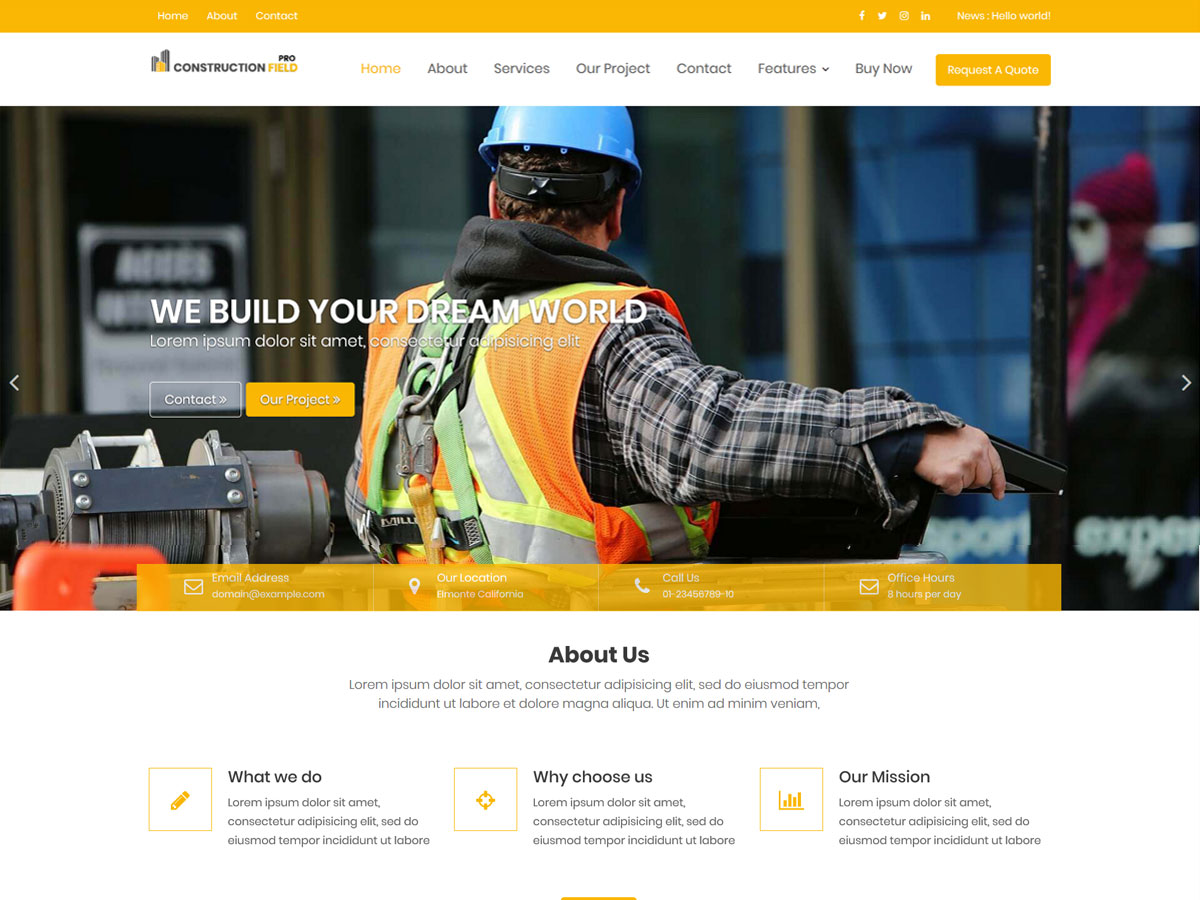 Home About Contact
News : Hello world!
PRO
CONSTRUCTION FIELD
Home About Services Our Project Contact Features Buy Now
Request A Quote
WE BUILD YOUR DREAM WORLD
Lorem ipsum dolor sit amet, consectetur adipisicing elit
Contact »
Our Project »
Email Address
domain@example.com
Our Location
Elmonte California
Call Us
01-23456789-10
Office Hours
8 hours per day
About Us
Lorem ipsum dolor sit amet, consectetur adipisicing elit, sed do eiusmod tempor
incididunt ut labore et dolore magna aliqua. Ut enim ad minim veniam,
What we do
Lorem ipsum dolor sit amet,
consectetur adipisicing elit, sed do
eiusmod tempor incididunt ut labore
Why choose us
Lorem ipsum dolor sit amet,
consectetur adipisicing elit, sed do
eiusmod tempor incididunt ut labore
Our Mission
Lorem ipsum dolor sit amet,
consectetur adipisicing elit, sed do
eiusmod tempor incididunt ut labore